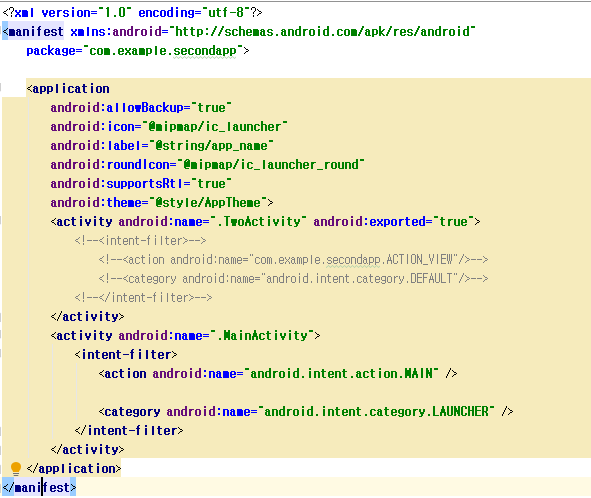 <?xml version="1.0" encoding="utf-8"?>
<manifest xmlns:android="http://schemas.android.com/apk/res/android"
    package="com.example.secondapp">

    <application
        android:allowBackup="true"
        android:icon="@mipmap/ic_launcher"
        android:label="@string/app_name"
        android:roundIcon="@mipmap/ic_launcher_round"
        android:supportsRtl="true"
        android:theme="@style/AppTheme">
        <activity android:name=".TwoActivity" android:exported="true">
            <!--<intent-filter>-->
                <!--<action android:name="com.example.secondapp.ACTION_VIEW"/>-->
                <!--<category android:name="android.intent.category.DEFAULT"/>-->
            <!--</intent-filter>-->
        </activity>
        <activity android:name=".MainActivity">
            <intent-filter>
                <action android:name="android.intent.action.MAIN" />

                <category android:name="android.intent.category.LAUNCHER" />
            </intent-filter>
        </activity>
    </application>
</manifest>